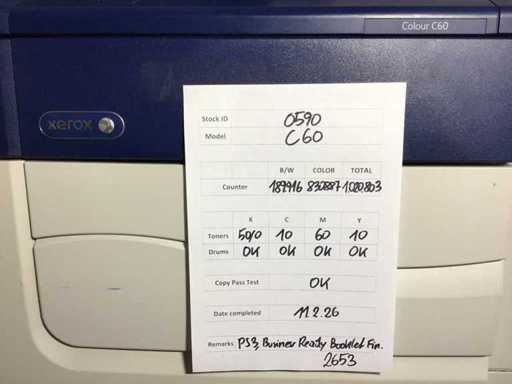 Colour C60
xerox
Stock ID 0590
Model C60
B/W COLOR TOTAL
Counter 189916 830887 1020803
K C M Y
Toners 50/0 10 60 10
Drums OK OK OK OK
Copy Pass Test OK
Date completed 11.2.26
Remarks PS3, Business Ready Booklet Fin.
2653